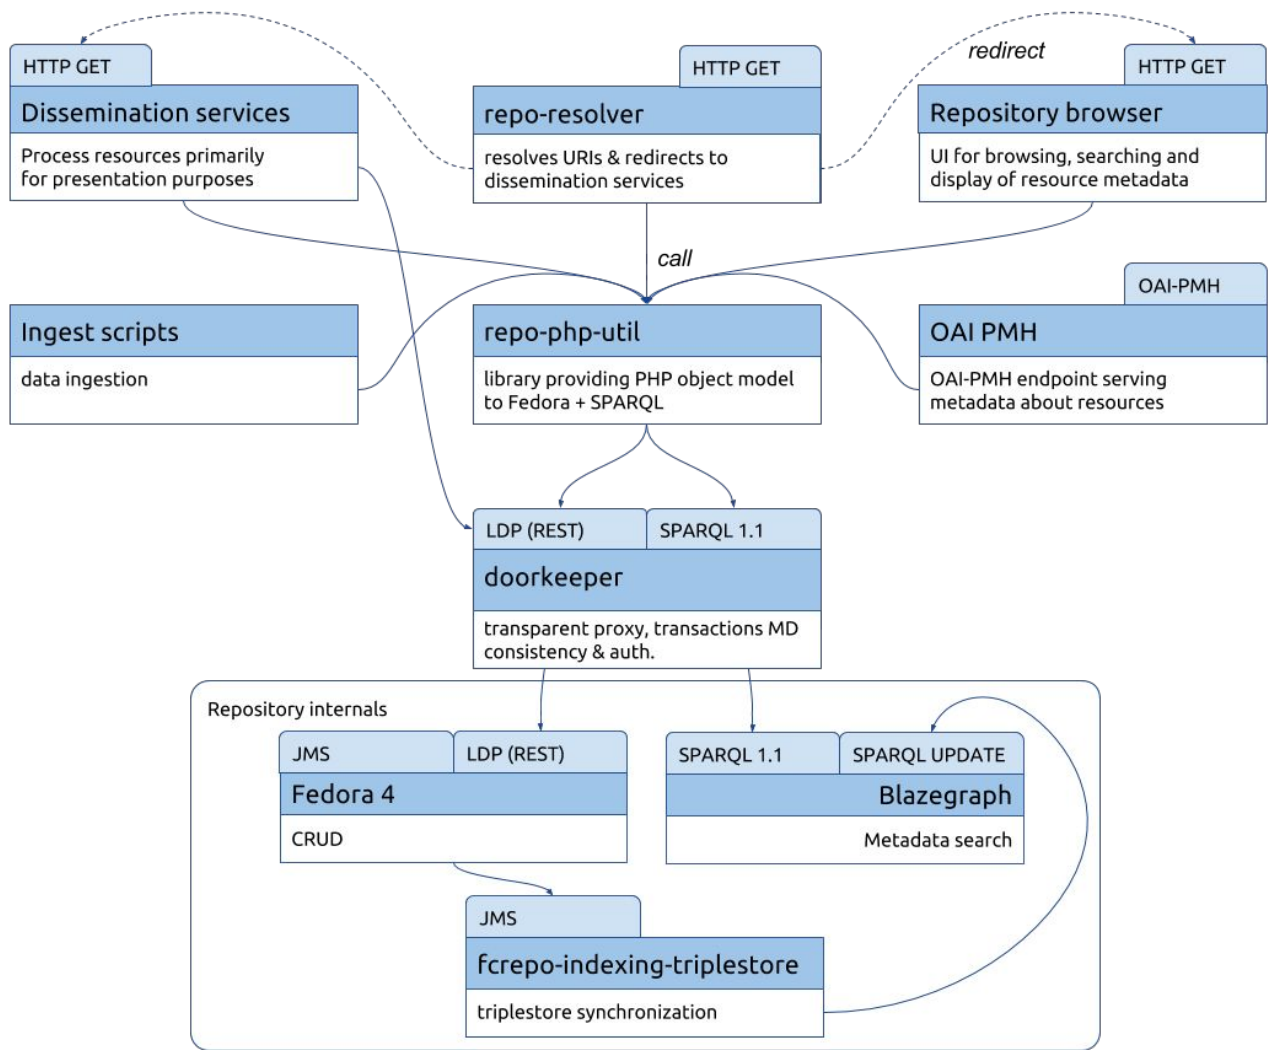 redirect
HTTP GET
HTTP GET
HTTP GET
Dissemination services
Process resources primarily
for presentation purposes
repo-resolver
resolves URIs & redirects to
dissemination services
Repository browser
UI for browsing, searching and
display of resource metadata
call
OAI-PMH
Ingest scripts
data ingestion
repo-php-util
library providing PHP object model
to Fedora + SPARQL
OAI PMH
OAI-PMH endpoint serving
metadata about resources
LDP (REST)
SPARQL 1.1
doorkeeper
transparent proxy, transactions MD
consistency & auth.
Repository internals
JMS
LDP (REST)
Fedora 4
CRUD
SPARQL 1.1
SPARQL UPDATE
Blazegraph
Metadata search
JMS
fcrepo-indexing-triplestore
triplestore synchronization